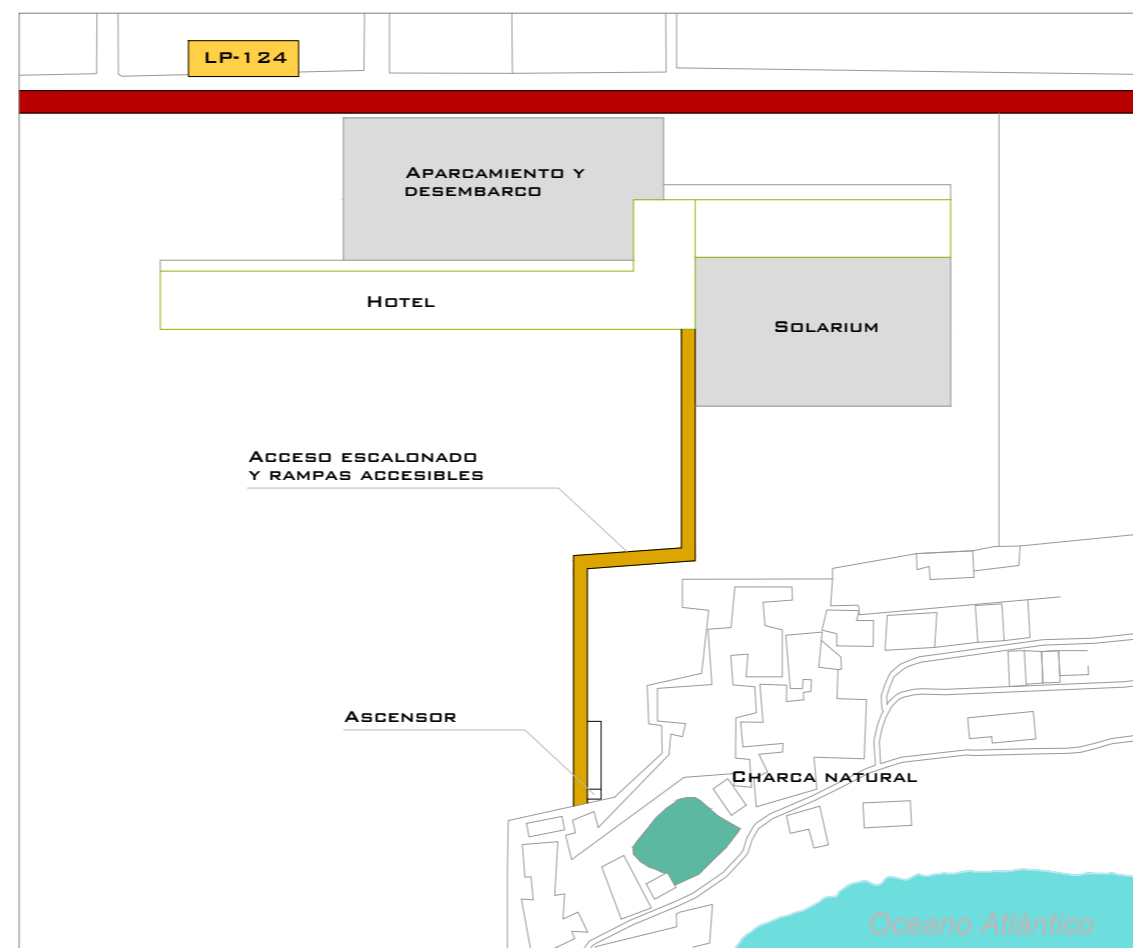 LP-124
APARCAMIENTO Y
DESEMBARCO
HOTEL
SOLARIUM
ACCESO ESCALONADO
Y RAMPAS ACCESIBLES
ASCENSOR
CHARCA NATURAL
Oceano Atlántico